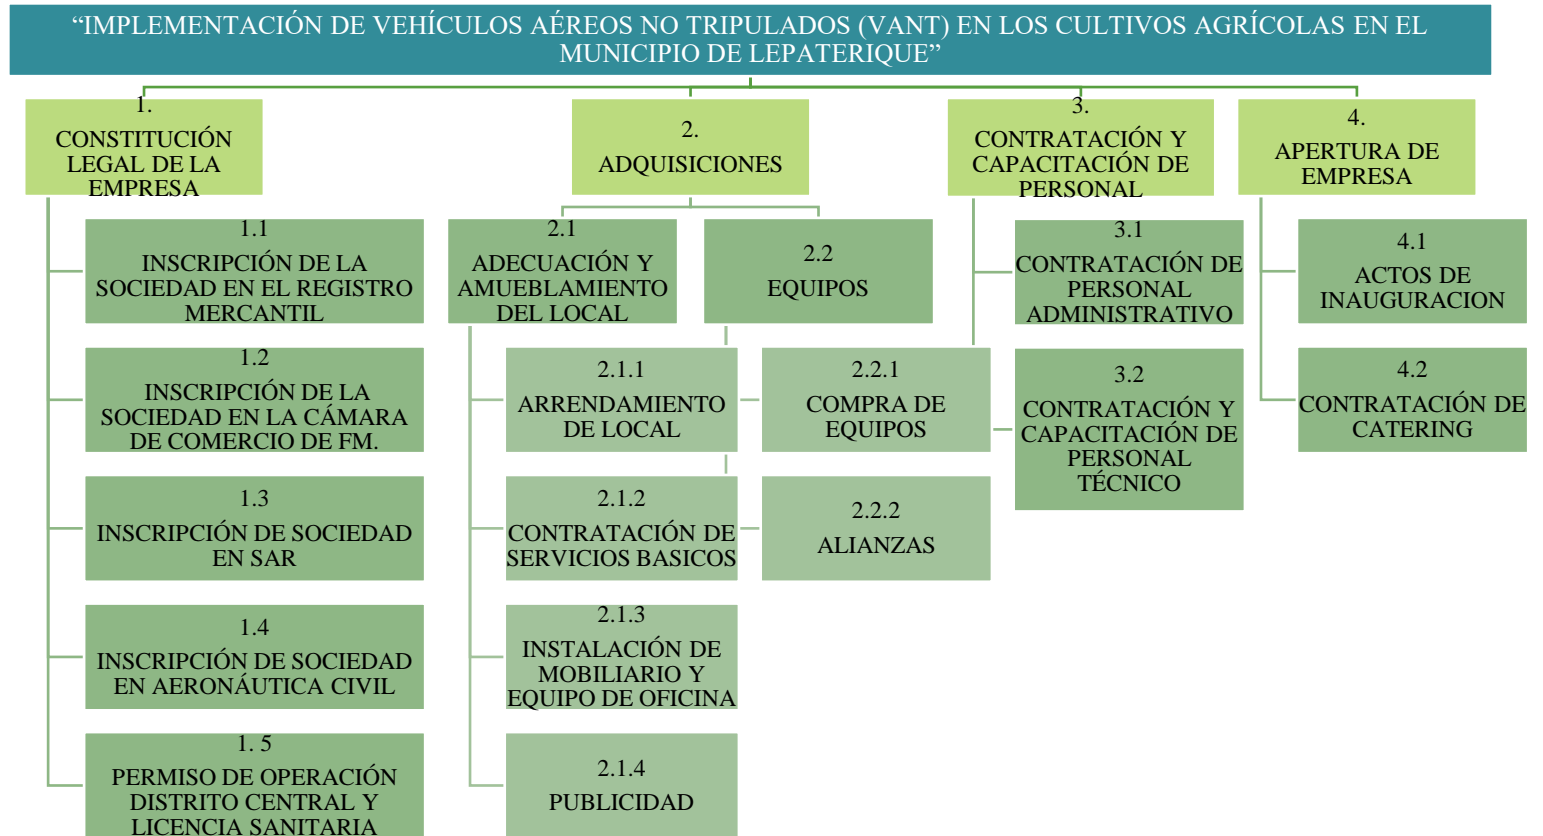 “IMPLEMENTACIÓN DE VEHÍCULOS AÉREOS NO TRIPULADOS (VANT) EN LOS CULTIVOS AGRÍCOLAS EN EL
MUNICIPIO DE LEPATERIQUE”
1.
CONSTITUCIÓN
LEGAL DE LA
EMPRESA
1.1
INSCRIPCIÓN DE LA
SOCIEDAD EN EL REGISTRO
MERCANTIL
1.2
INSCRIPCIÓN DE LA
SOCIEDAD EN LA CÁMARA
DE COMERCIO DE FM.
1.3
INSCRIPCIÓN DE SOCIEDAD
EN SAR
1.4
INSCRIPCIÓN DE SOCIEDAD
EN AERONÁUTICA CIVIL
1. 5
PERMISO DE OPERACIÓN
DISTRITO CENTRAL Y
LICENCIA SANITARIA
2.
ADQUISICIONES
2.1
ADECUACIÓN Y
AMUEBLAMIENTO
DEL LOCAL
2.1.1
ARRENDAMIENTO
DE LOCAL
2.1.2
CONTRATACIÓN DE
SERVICIOS BASICOS
2.1.3
INSTALACIÓN DE
MOBILIARIO Y
EQUIPO DE OFICINA
2.1.4
PUBLICIDAD
2.2
EQUIPOS
2.2.1
COMPRA DE
EQUIPOS
2.2.2
ALIANZAS
3.
CONTRATACIÓN Y
CAPACITACIÓN DE
PERSONAL
3.1
CONTRATACIÓN DE
PERSONAL
ADMINISTRATIVO
3.2
CONTRATACIÓN Y
CAPACITACIÓN DE
PERSONAL
TÉCNICO
4.
APERTURA DE
EMPRESA
4.1
ACTOS DE
INAUGURACION
4.2
CONTRATACIÓN DE
CATERING